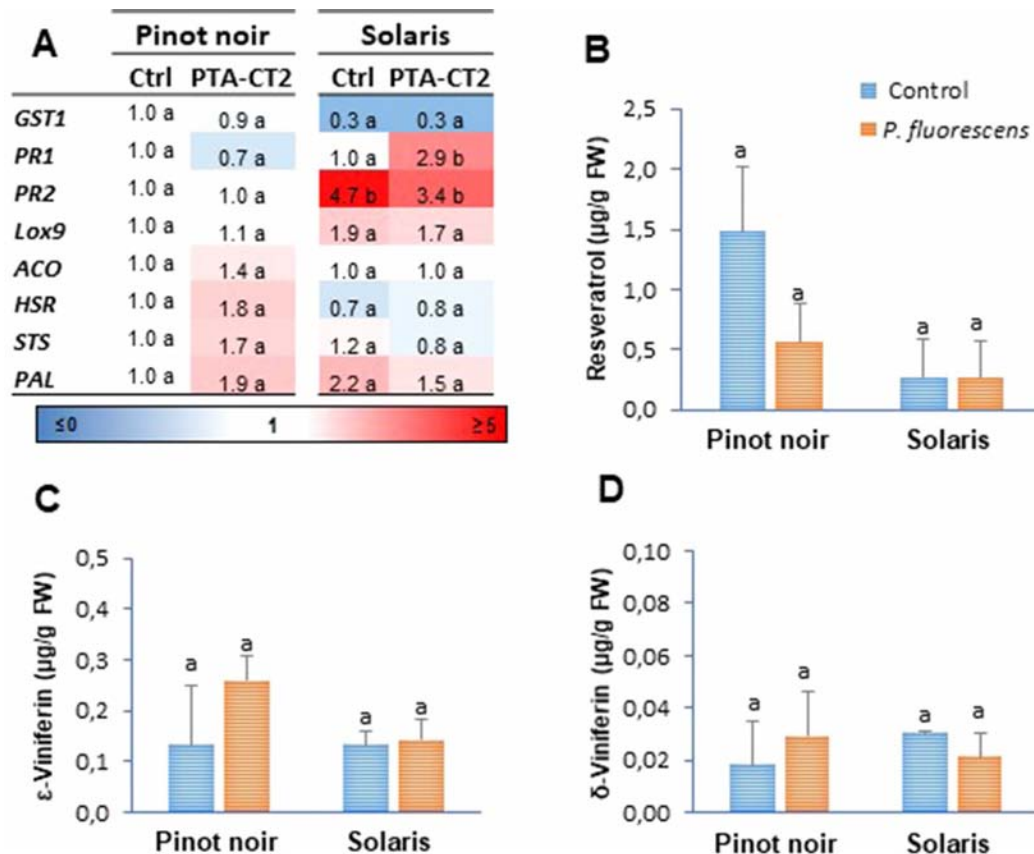 A
Pinot noir Solaris
Ctrl PTA-CT2 Ctrl PTA-CT2
GST1 1.0 a 0.9 a 0.3 a 0.3 a
PR1 1.0 a 0.7 a 1.0 a 2.9 b
PR2 1.0 a 1.0 a 4.7 b 3.4 b
Lox9 1.0 a 1.1 a 1.9 a 1.7 a
ACO 1.0 a 1.4 a 1.0 a 1.0 a
HSR 1.0 a 1.8 a 0.7 a 0.8 a
STS 1.0 a 1.7 a 1.2 a 0.8 a
PAL 1.0 a 1.9 a 2.2 a 1.5 a
≤0 1 ≥5
B
Control
P. fluorescens
Resveratrol (µg/g FW)
2,5
2,0
1,5
1,0
0,5
0,0
a a a a
Pinot noir Solaris
C
ε-Viniferin (µg/g FW)
0,5
0,4
0,3
0,2
0,1
0,0
a a a a
Pinot noir Solaris
D
δ-Viniferin (µg/g FW)
0,10
0,08
0,06
0,04
0,02
0,00
a a a a
Pinot noir Solaris